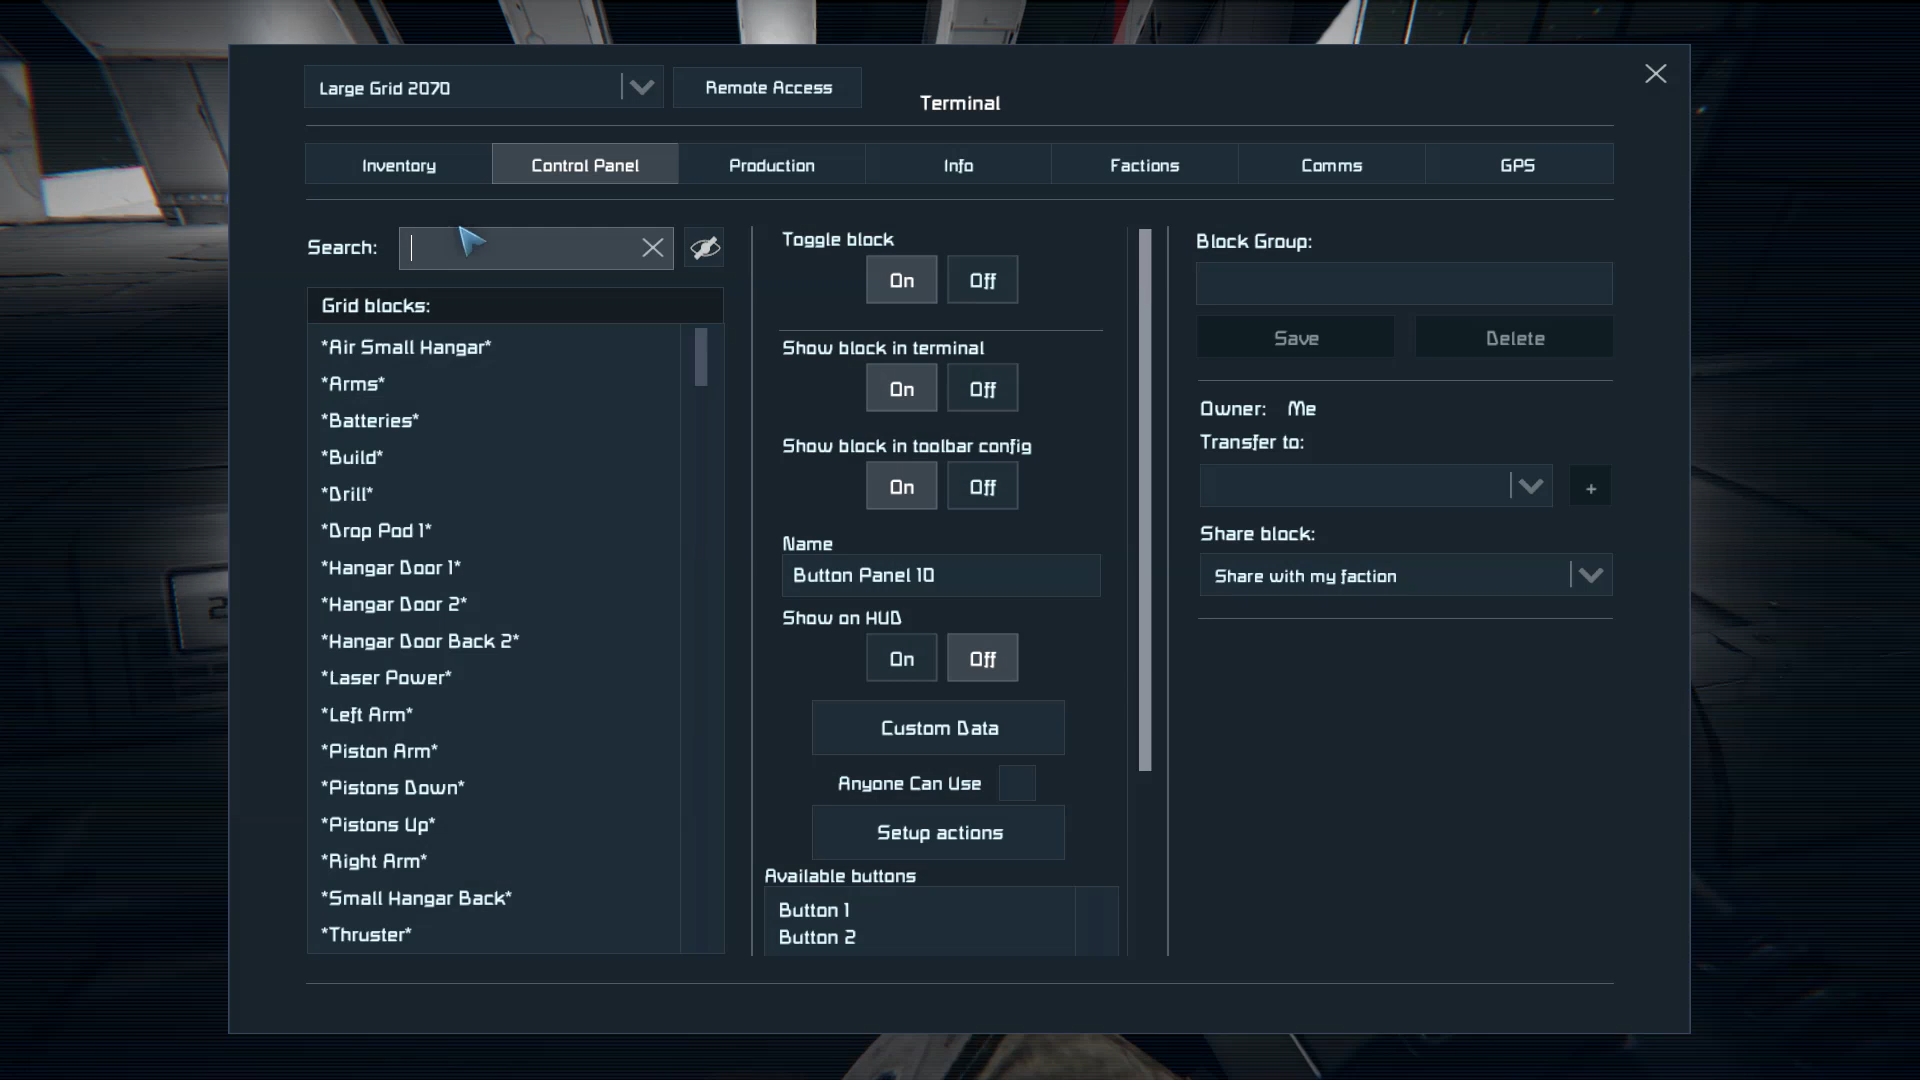 Large Grid 2070
Remote Access
Terminal
Inventory
Control Panel
Production
Info
Factions
Comms
GPS
Search:
Grid blocks:
*Air Small Hangar*
*Arms*
*Batteries*
*Build*
*Drill*
*Drop Pod 1*
*Hangar Door 1*
*Hangar Door 2*
*Hangar Door Back 2*
*Laser Power*
*Left Arm*
*Piston Arm*
*Pistons Down*
*Pistons Up*
*Right Arm*
*Small Hangar Back*
*Thruster*
Toggle block
On Off
Show block in terminal
On Off
Show block in toolbar config
On Off
Name
Button Panel 10
Show on HUD
On Off
Custom Data
Anyone Can Use
Setup actions
Available buttons
Button 1
Button 2
Block Group:
Save
Delete
Owner: Me
Transfer to:
+
Share block:
Share with my faction